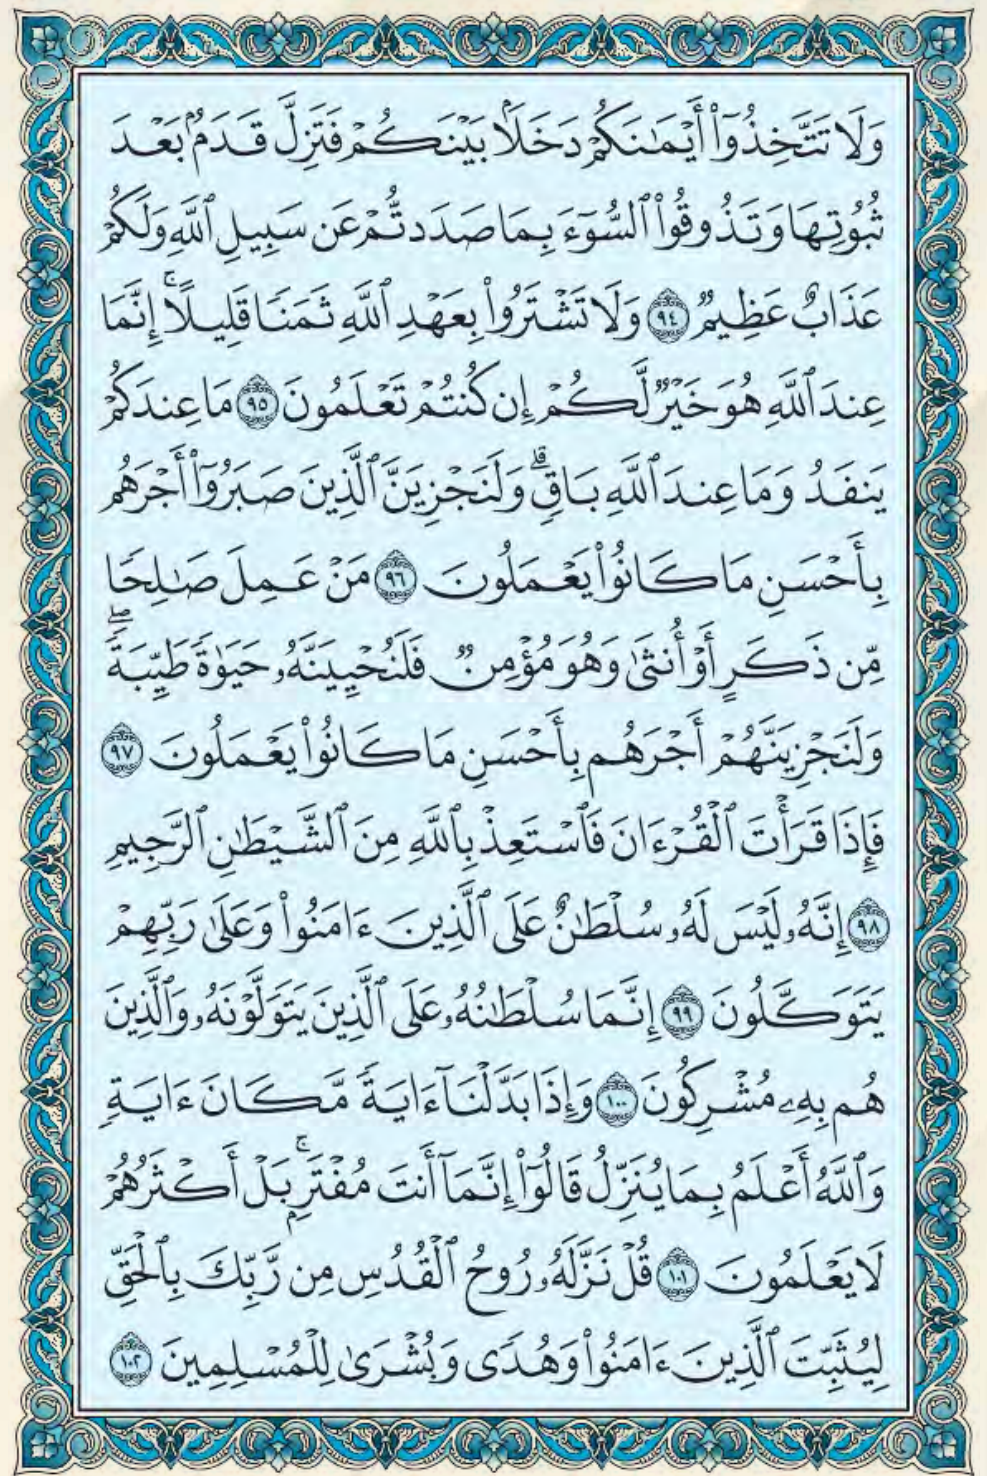 وَلَا تَتَّخِذُوٓا۟ أَيْمَـٰنَكُمْ دَخَلًۢا بَيْنَكُمْ فَتَزِلَّ قَدَمٌۢ بَعْدَ
ثُبُوتِهَا وَتَذُوقُوا۟ ٱلسُّوٓءَ بِمَا صَدَدتُّمْ عَن سَبِيلِ ٱللَّهِ وَلَكُمْ
عَذَابٌ عَظِيمٌ ٩٤ وَلَا تَشْتَرُوا۟ بِعَهْدِ ٱللَّهِ ثَمَنًا قَلِيلًا ۚ إِنَّمَا
عِندَ ٱللَّهِ هُوَ خَيْرٌ لَّكُمْ إِن كُنتُمْ تَعْلَمُونَ ٩٥ مَا عِندَكُمْ
يَنفَدُ وَمَا عِندَ ٱللَّهِ بَاقٍ ۗ وَلَنَجْزِيَنَّ ٱلَّذِينَ صَبَرُوٓا۟ أَجْرَهُم
بِأَحْسَنِ مَا كَانُوا۟ يَعْمَلُونَ ٩٦ مَنْ عَمِلَ صَـٰلِحًا
مِّن ذَكَرٍ أَوْ أُنثَىٰ وَهُوَ مُؤْمِنٌ فَلَنُحْيِيَنَّهُۥ حَيَوٰةً طَيِّبَةً ۖ
وَلَنَجْزِيَنَّهُمْ أَجْرَهُم بِأَحْسَنِ مَا كَانُوا۟ يَعْمَلُونَ ٩٧
فَإِذَا قَرَأْتَ ٱلْقُرْءَانَ فَٱسْتَعِذْ بِٱللَّهِ مِنَ ٱلشَّيْطَـٰنِ ٱلرَّجِيمِ
٩٨ إِنَّهُۥ لَيْسَ لَهُۥ سُلْطَـٰنٌ عَلَى ٱلَّذِينَ ءَامَنُوا۟ وَعَلَىٰ رَبِّهِمْ
يَتَوَكَّلُونَ ٩٩ إِنَّمَا سُلْطَـٰنُهُۥ عَلَى ٱلَّذِينَ يَتَوَلَّوْنَهُۥ وَٱلَّذِينَ
هُم بِهِۦ مُشْرِكُونَ ١٠٠ وَإِذَا بَدَّلْنَآ ءَايَةً مَّكَانَ ءَايَةٍ
وَٱللَّهُ أَعْلَمُ بِمَا يُنَزِّلُ قَالُوٓا۟ إِنَّمَآ أَنتَ مُفْتَرٍۭ ۚ بَلْ أَكْثَرُهُمْ
لَا يَعْلَمُونَ ١٠١ قُلْ نَزَّلَهُۥ رُوحُ ٱلْقُدُسِ مِن رَّبِّكَ بِٱلْحَقِّ
لِيُثَبِّتَ ٱلَّذِينَ ءَامَنُوا۟ وَهُدًى وَبُشْرَىٰ لِلْمُسْلِمِينَ ١٠٢